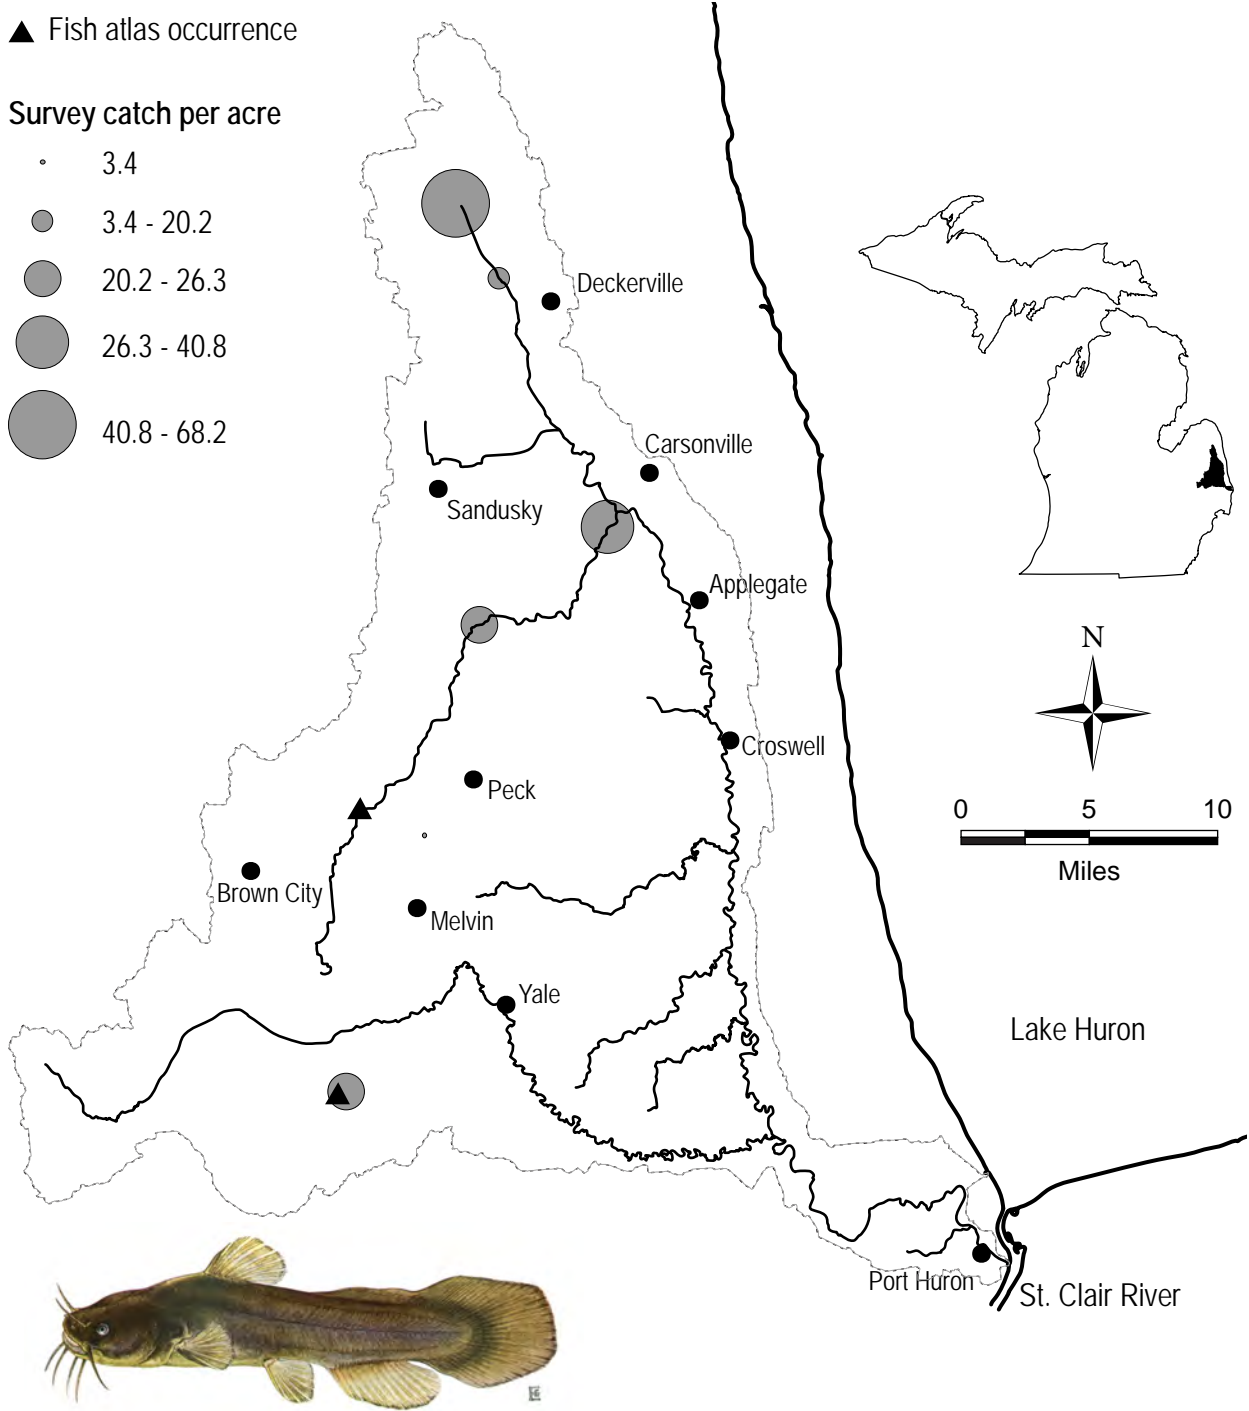 Fish atlas occurrence
Survey catch per acre
3.4
3.4 - 20.2
20.2 - 26.3
26.3 - 40.8
40.8 - 68.2
Deckerville
Carsonville
Sandusky
Applegate
Croswell
Peck
Brown City
Melvin
Yale
Port Huron
St. Clair River
Lake Huron
N
0 5 10
Miles